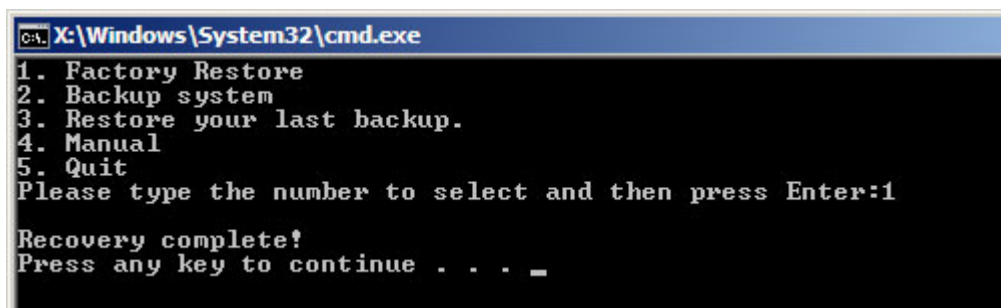 X:\Windows\System32\cmd.exe
1. Factory Restore
2. Backup system
3. Restore your last backup.
4. Manual
5. Quit
Please type the number to select and then press Enter:1
Recovery complete!
Press any key to continue . . . _